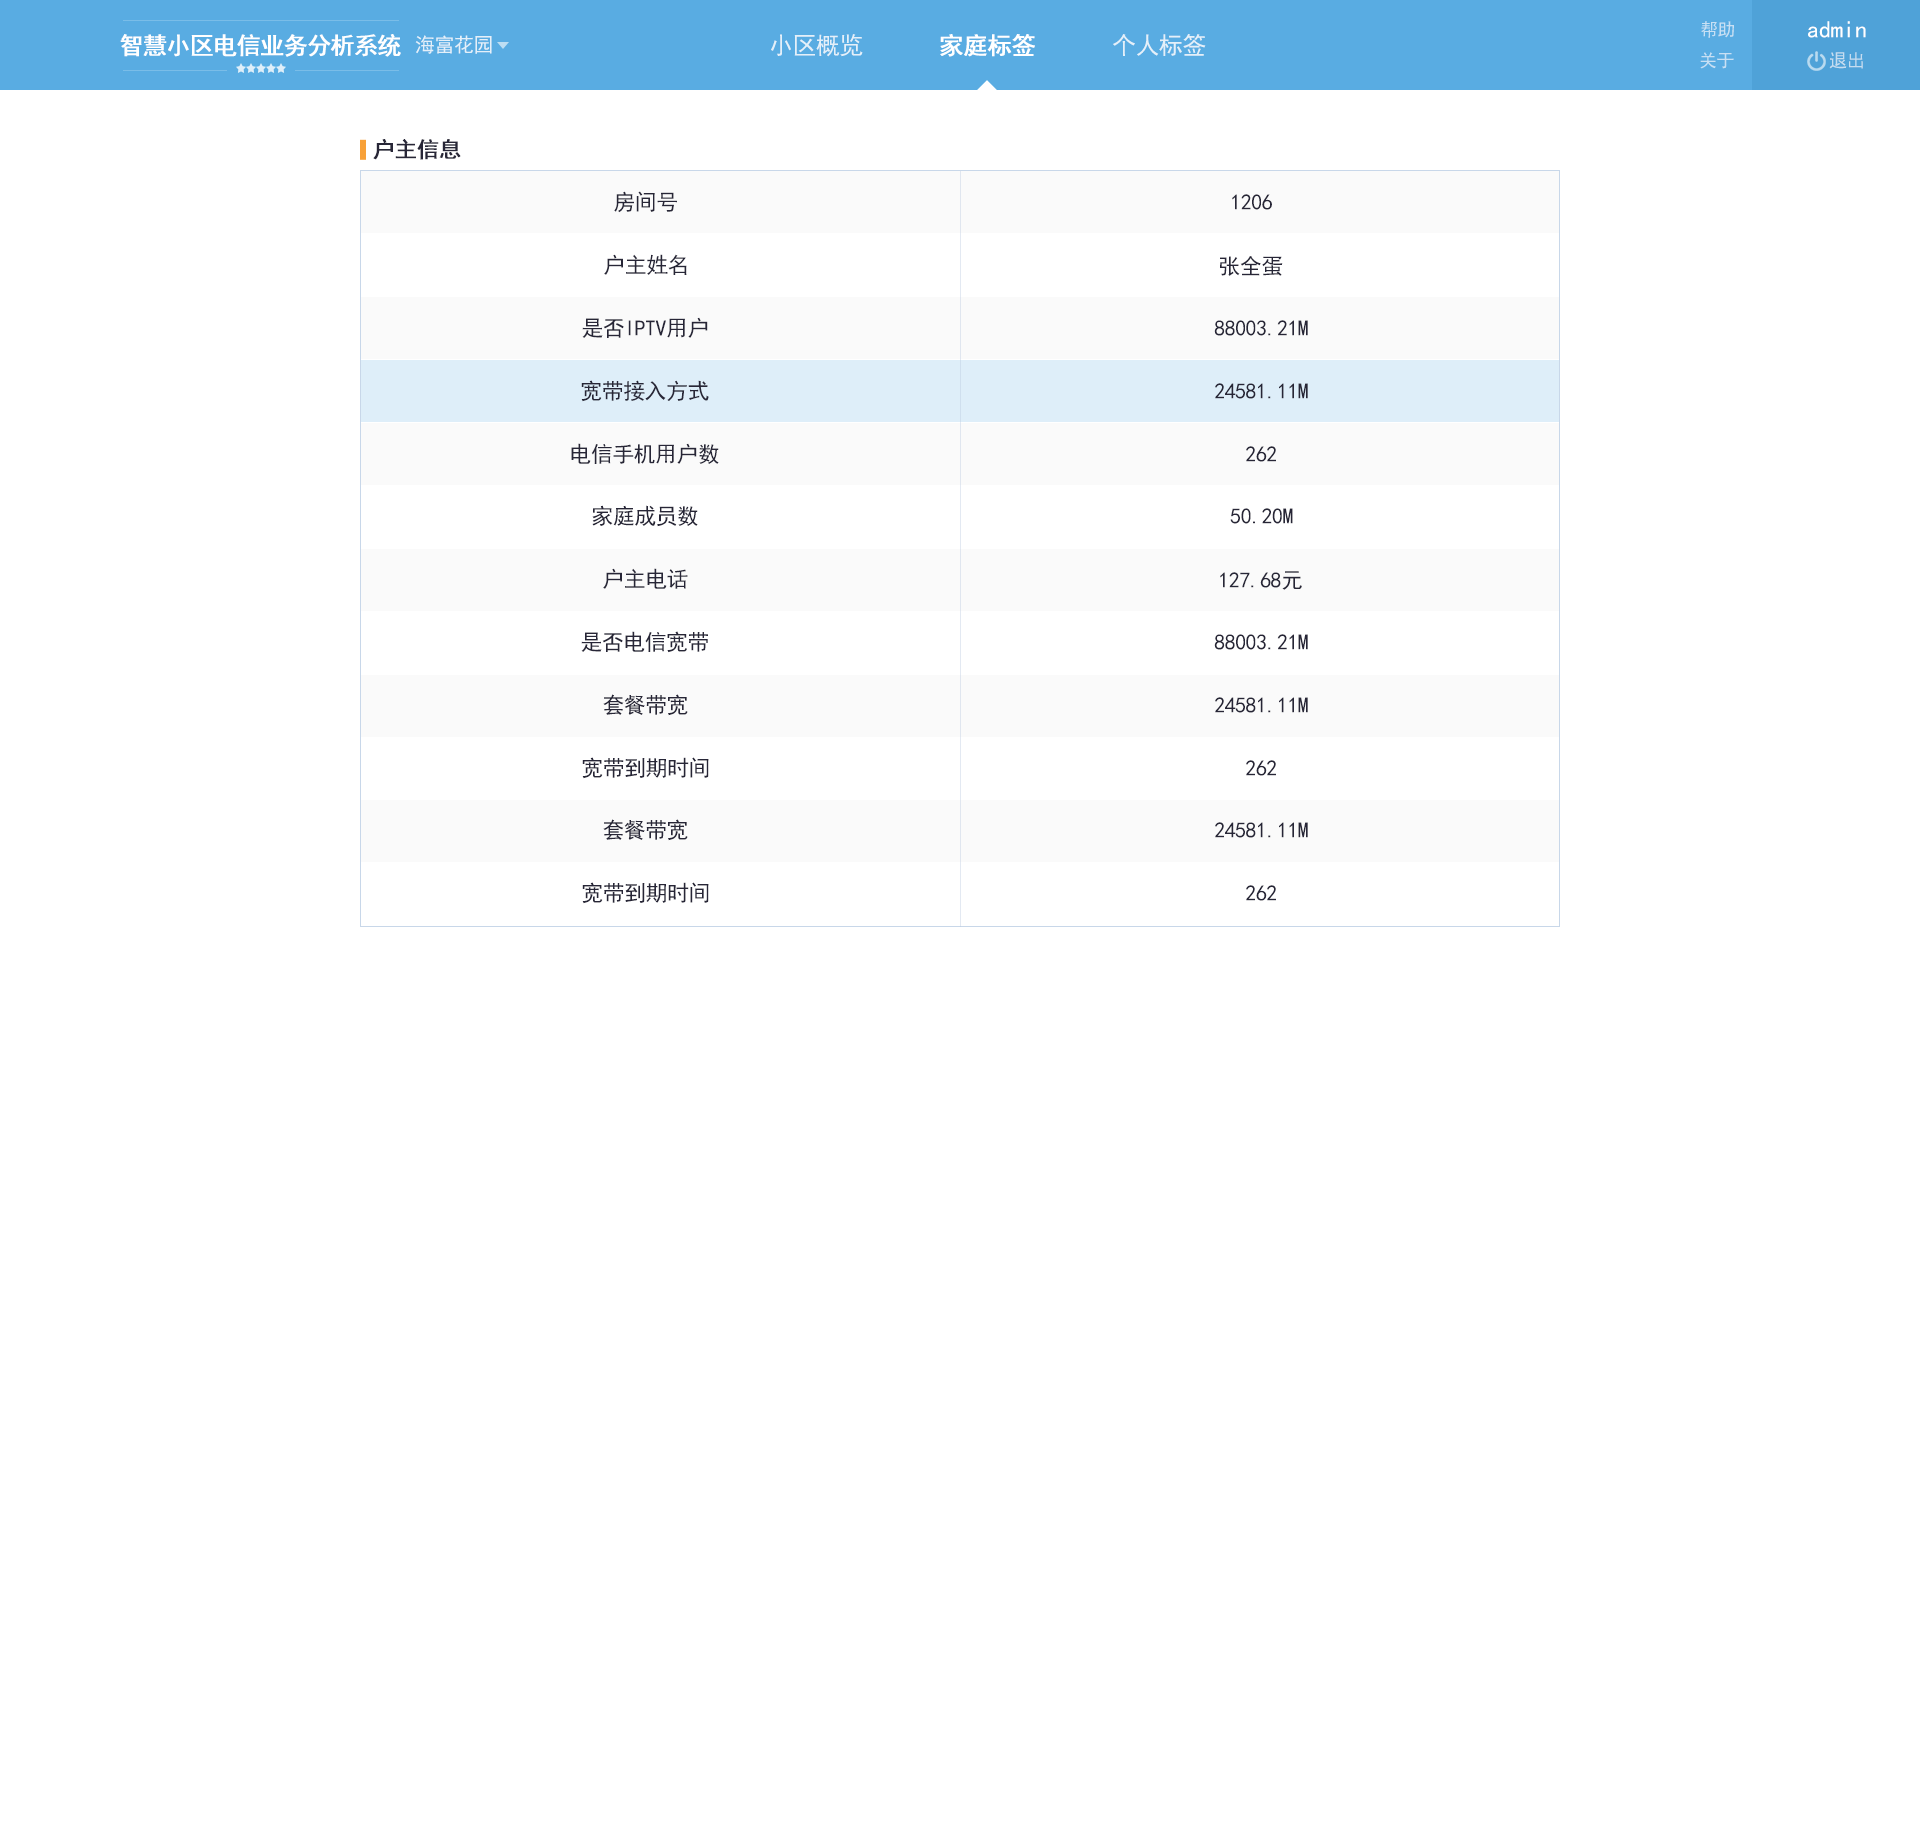 智慧小区电信业务分析系统 海富花园 小区概览 家庭标签 个人标签 帮助 admin
关于 退出
户主信息
房间号 1206
户主姓名 张全蛋
是否IPTV用户 88003.21M
宽带接入方式 24581.11M
电信手机用户数 262
家庭成员数 50.20M
户主电话 127.68元
是否电信宽带 88003.21M
套餐带宽 24581.11M
宽带到期时间 262
套餐带宽 24581.11M
宽带到期时间 262